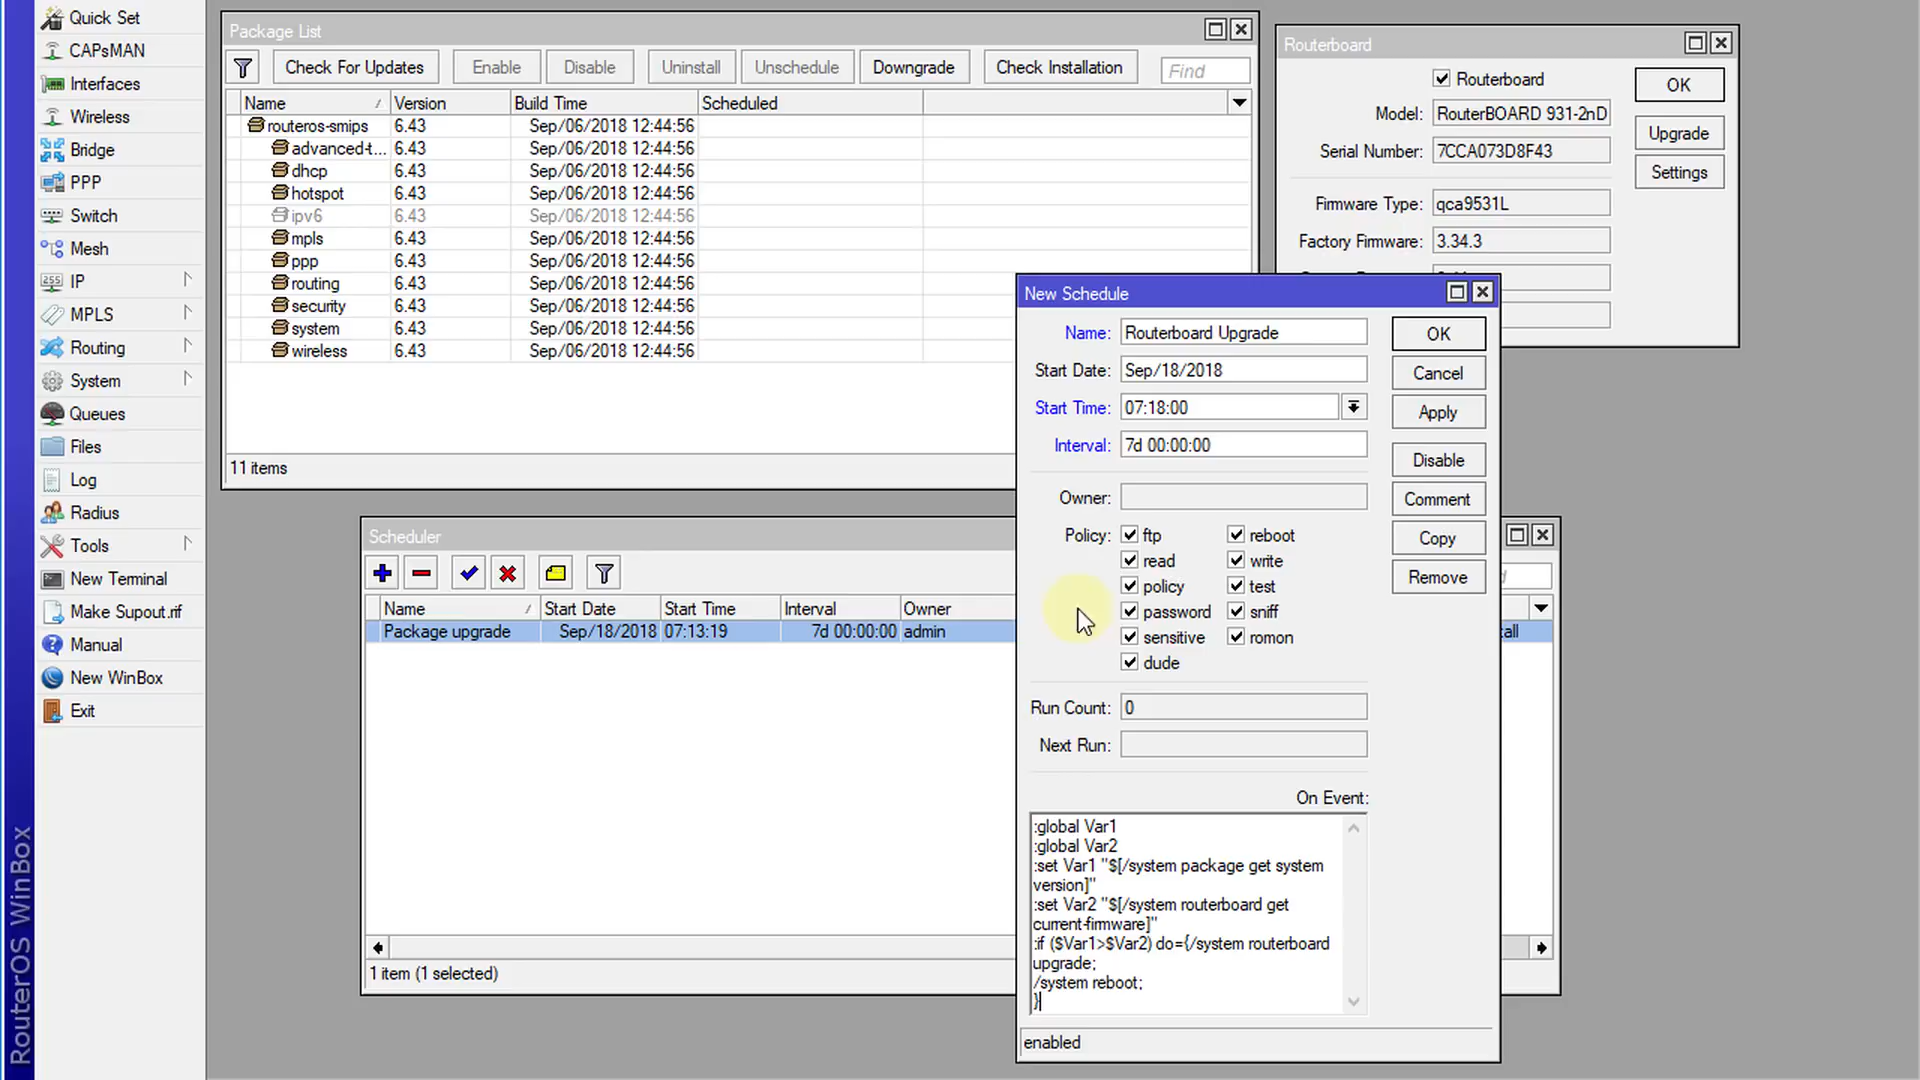 Quick Set
CAPsMAN
Interfaces
Wireless
Bridge
PPP
Switch
Mesh
IP
MPLS
Routing
System
Queues
Files
Log
Radius
Tools
New Terminal
Make Supout.rif
Manual
New WinBox
Exit
RouterOS WinBox
Package List
Check For Updates
Enable
Disable
Uninstall
Unschedule
Downgrade
Check Installation
Find
Name Version Build Time Scheduled
routeros-smips 6.43 Sep/06/2018 12:44:56
advanced-t... 6.43 Sep/06/2018 12:44:56
dhcp 6.43 Sep/06/2018 12:44:56
hotspot 6.43 Sep/06/2018 12:44:56
ipv6 6.43 Sep/06/2018 12:44:56
mpls 6.43 Sep/06/2018 12:44:56
ppp 6.43 Sep/06/2018 12:44:56
routing 6.43 Sep/06/2018 12:44:56
security 6.43 Sep/06/2018 12:44:56
system 6.43 Sep/06/2018 12:44:56
wireless 6.43 Sep/06/2018 12:44:56
11 items
Routerboard
Routerboard
OK
Model: RouterBOARD 931-2nD
Upgrade
Serial Number: 7CCA073D8F43
Settings
Firmware Type: qca9531L
Factory Firmware: 3.34.3
Scheduler
Name Start Date Start Time Interval Owner
Package upgrade Sep/18/2018 07:13:19 7d 00:00:00 admin
1 item (1 selected)
New Schedule
Name: Routerboard Upgrade
Start Date: Sep/18/2018
Start Time: 07:18:00
Interval: 7d 00:00:00
Owner:
Policy: ftp reboot
read write
policy test
password sniff
sensitive romon
dude
Run Count: 0
Next Run:
On Event:
:global Var1
:global Var2
:set Var1 "$[/system package get system
version]"
:set Var2 "$[/system routerboard get
current-firmware]"
:if ($Var1>$Var2) do={/system routerboard
upgrade;
/system reboot;
}
enabled
OK
Cancel
Apply
Disable
Comment
Copy
Remove